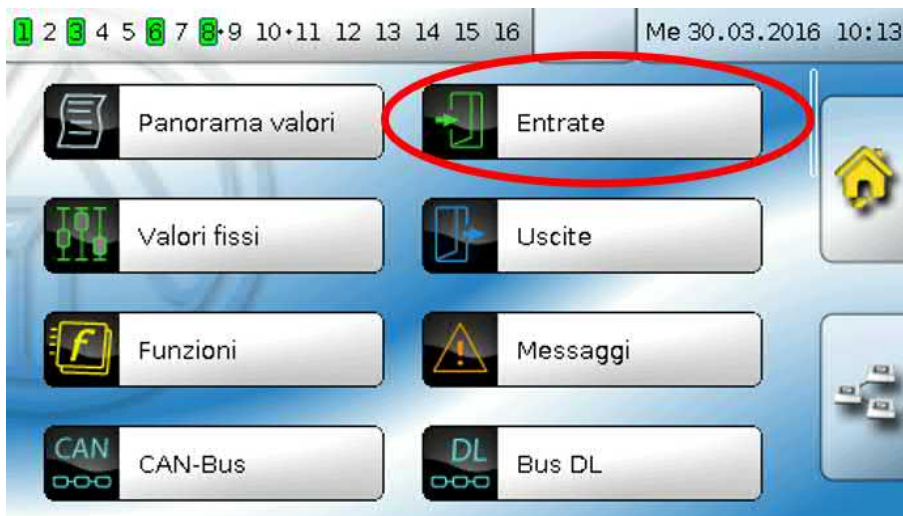 1 2 3 4 5 6 7 8·9 10·11 12 13 14 15 16 Me 30.03.2016 10:13
Panorama valori Entrate
Valori fissi Uscite
f Funzioni Messaggi
CAN CAN-Bus DL Bus DL